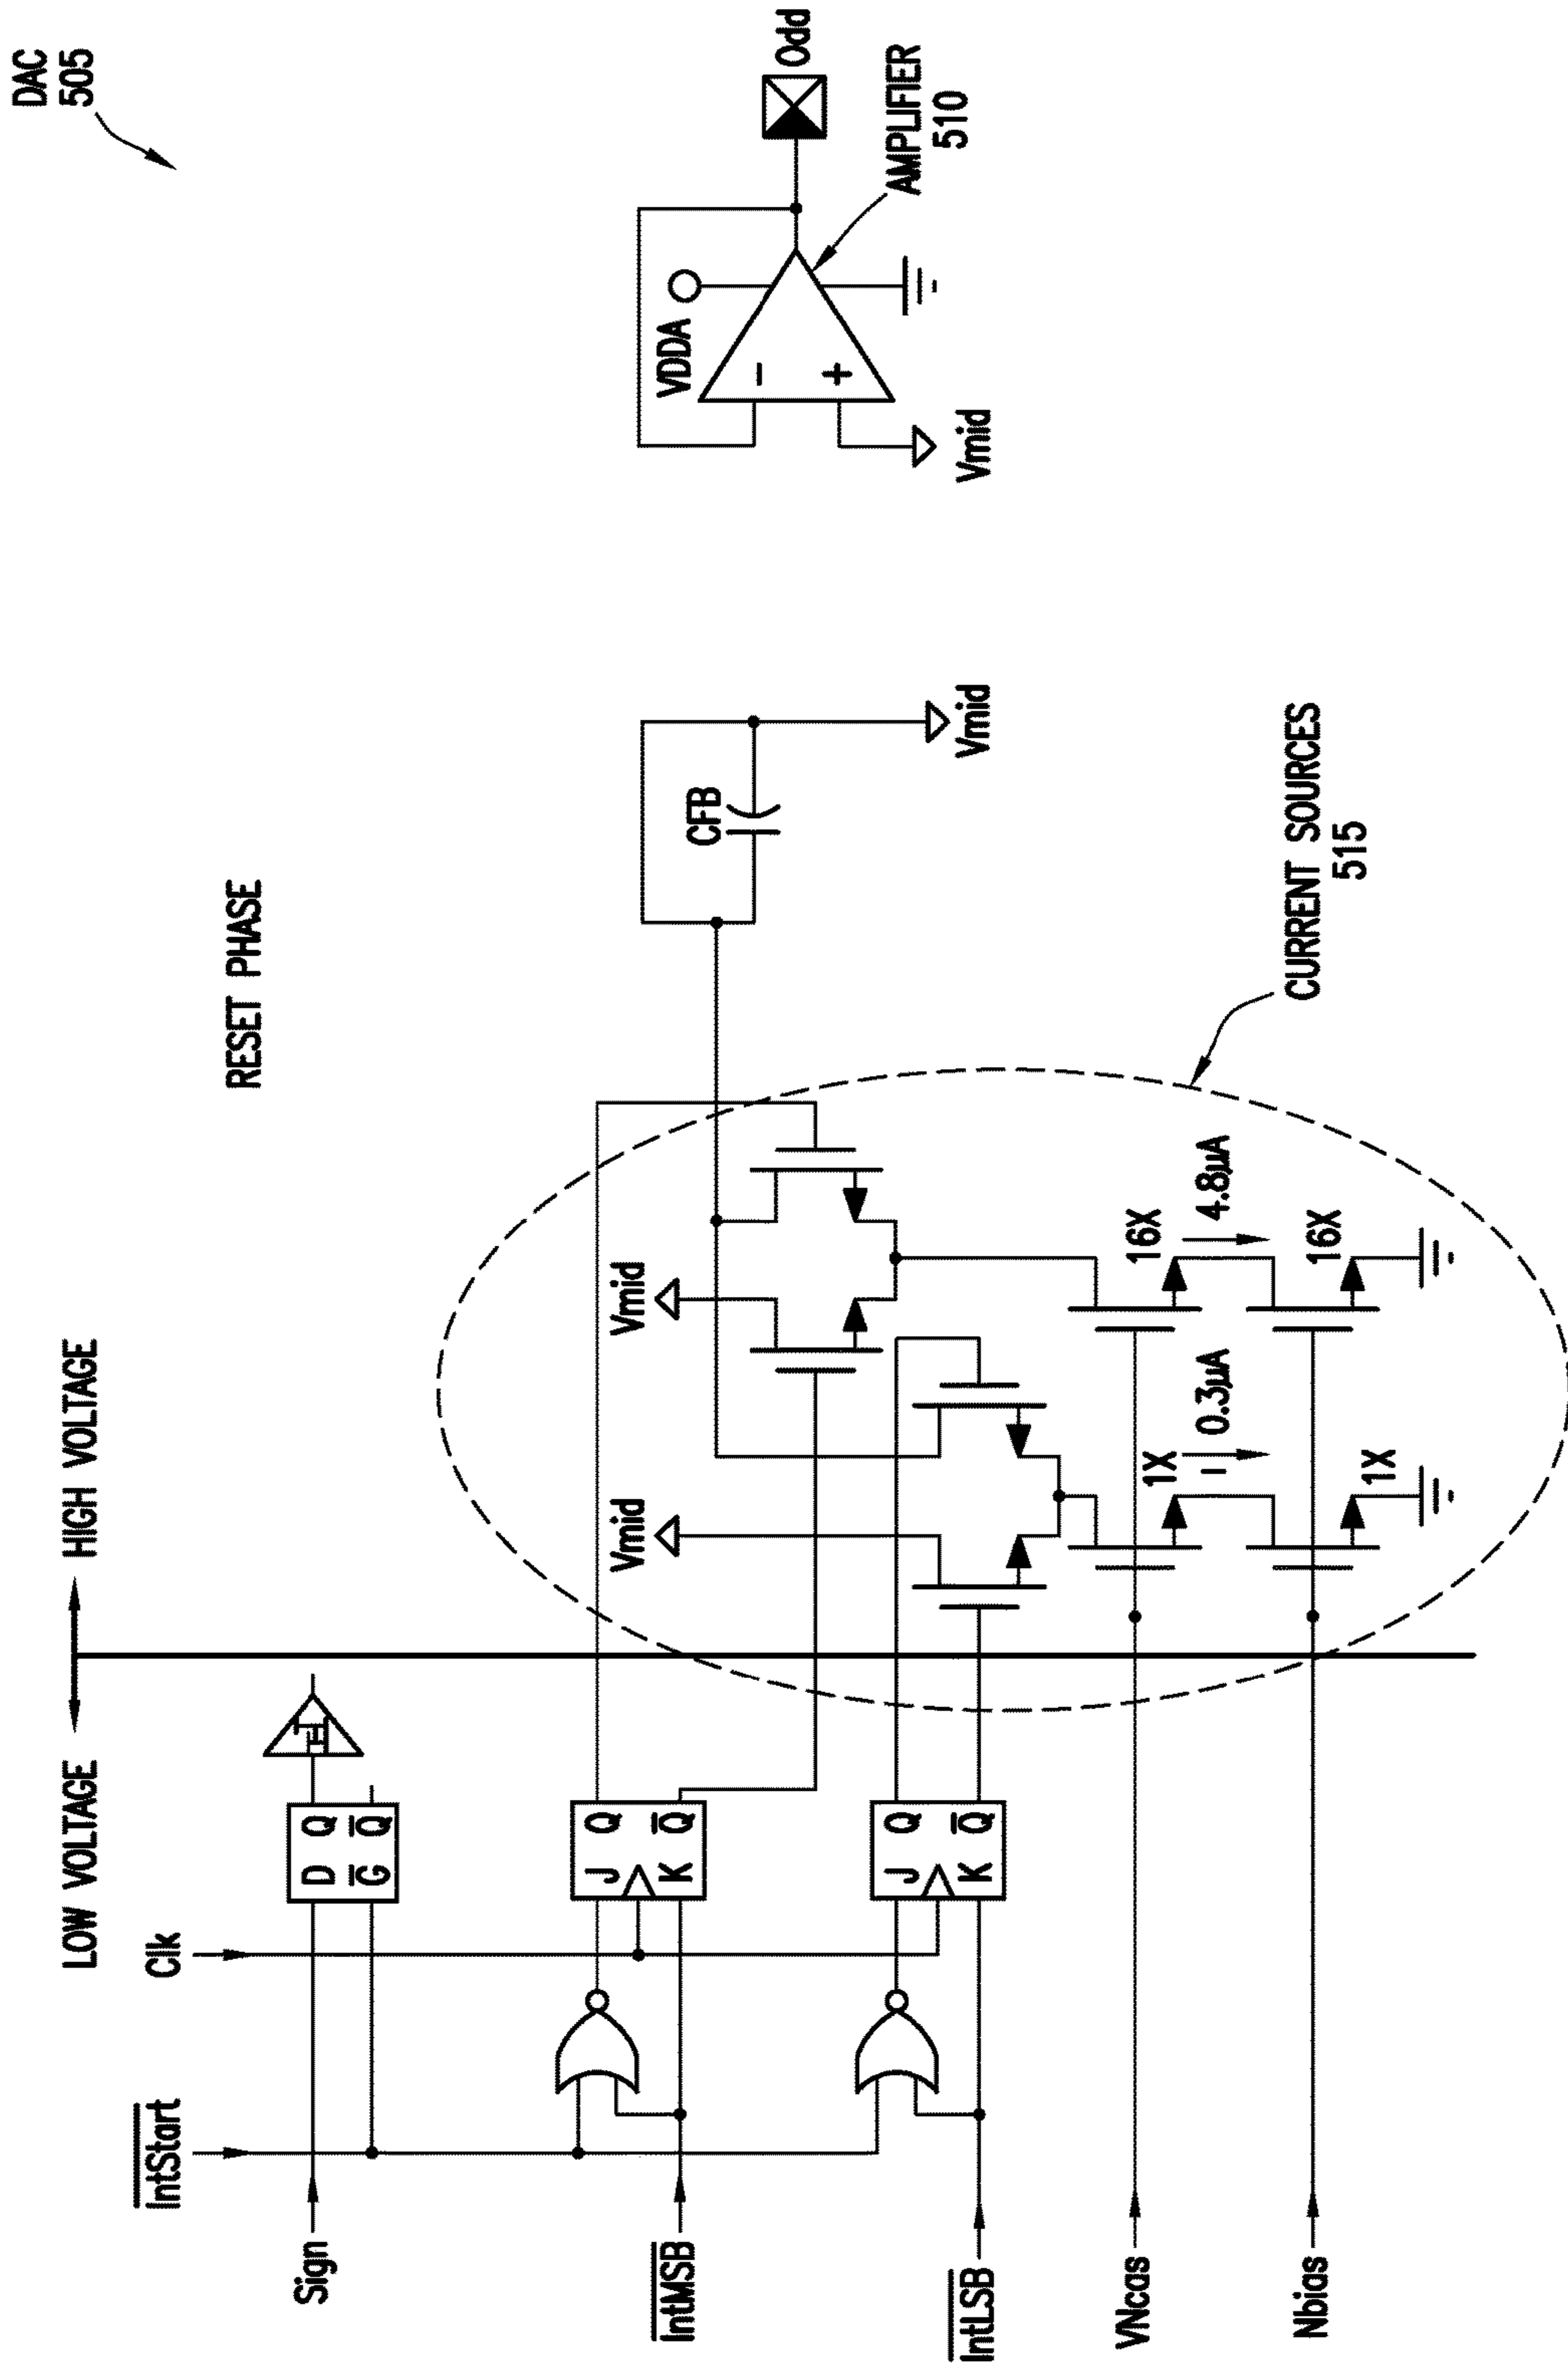 DAC
505
RESET PHASE
LOW VOLTAGE
HIGH VOLTAGE
IntStart
Clk
Sign
D Q
G Q
IntMSB
J Q
K Q
IntLSB
J Q
K Q
VNcas
Nbias
Vmid
Vmid
1X
I
0.3µA
1X
16X
4.8µA
16X
CURRENT SOURCES
515
CFB
Vmid
VDDA
-
+
Vmid
AMPLIFIER
510
Odd